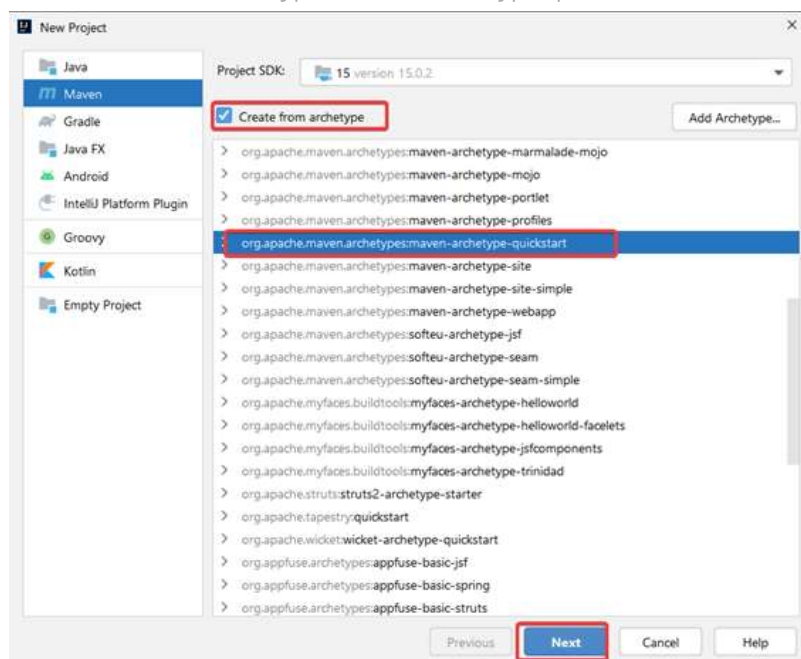 New Project
Java
Maven
Gradle
Java FX
Android
IntelliJ Platform Plugin
Groovy
Kotlin
Empty Project
Project SDK: 15 version 15.0.2
Create from archetype
Add Archetype...
org.apache.maven.archetypes:maven-archetype-marmalade-mojo
org.apache.maven.archetypes:maven-archetype-mojo
org.apache.maven.archetypes:maven-archetype-portlet
org.apache.maven.archetypes:maven-archetype-profiles
org.apache.maven.archetypes:maven-archetype-quickstart
org.apache.maven.archetypes:maven-archetype-site
org.apache.maven.archetypes:maven-archetype-site-simple
org.apache.maven.archetypes:maven-archetype-webapp
org.apache.maven.archetypes:softeu-archetype-jsf
org.apache.maven.archetypes:softeu-archetype-seam
org.apache.maven.archetypes:softeu-archetype-seam-simple
org.apache.myfaces.buildtools:myfaces-archetype-helloworld
org.apache.myfaces.buildtools:myfaces-archetype-helloworld-facelets
org.apache.myfaces.buildtools:myfaces-archetype-jsfcomponents
org.apache.myfaces.buildtools:myfaces-archetype-trinidad
org.apache.struts:struts2-archetype-starter
org.apache.tapestry:quickstart
org.apache.wicket:wicket-archetype-quickstart
org.appfuse.archetypes:appfuse-basic-jsf
org.appfuse.archetypes:appfuse-basic-spring
org.appfuse.archetypes:appfuse-basic-struts
Previous Next Cancel Help